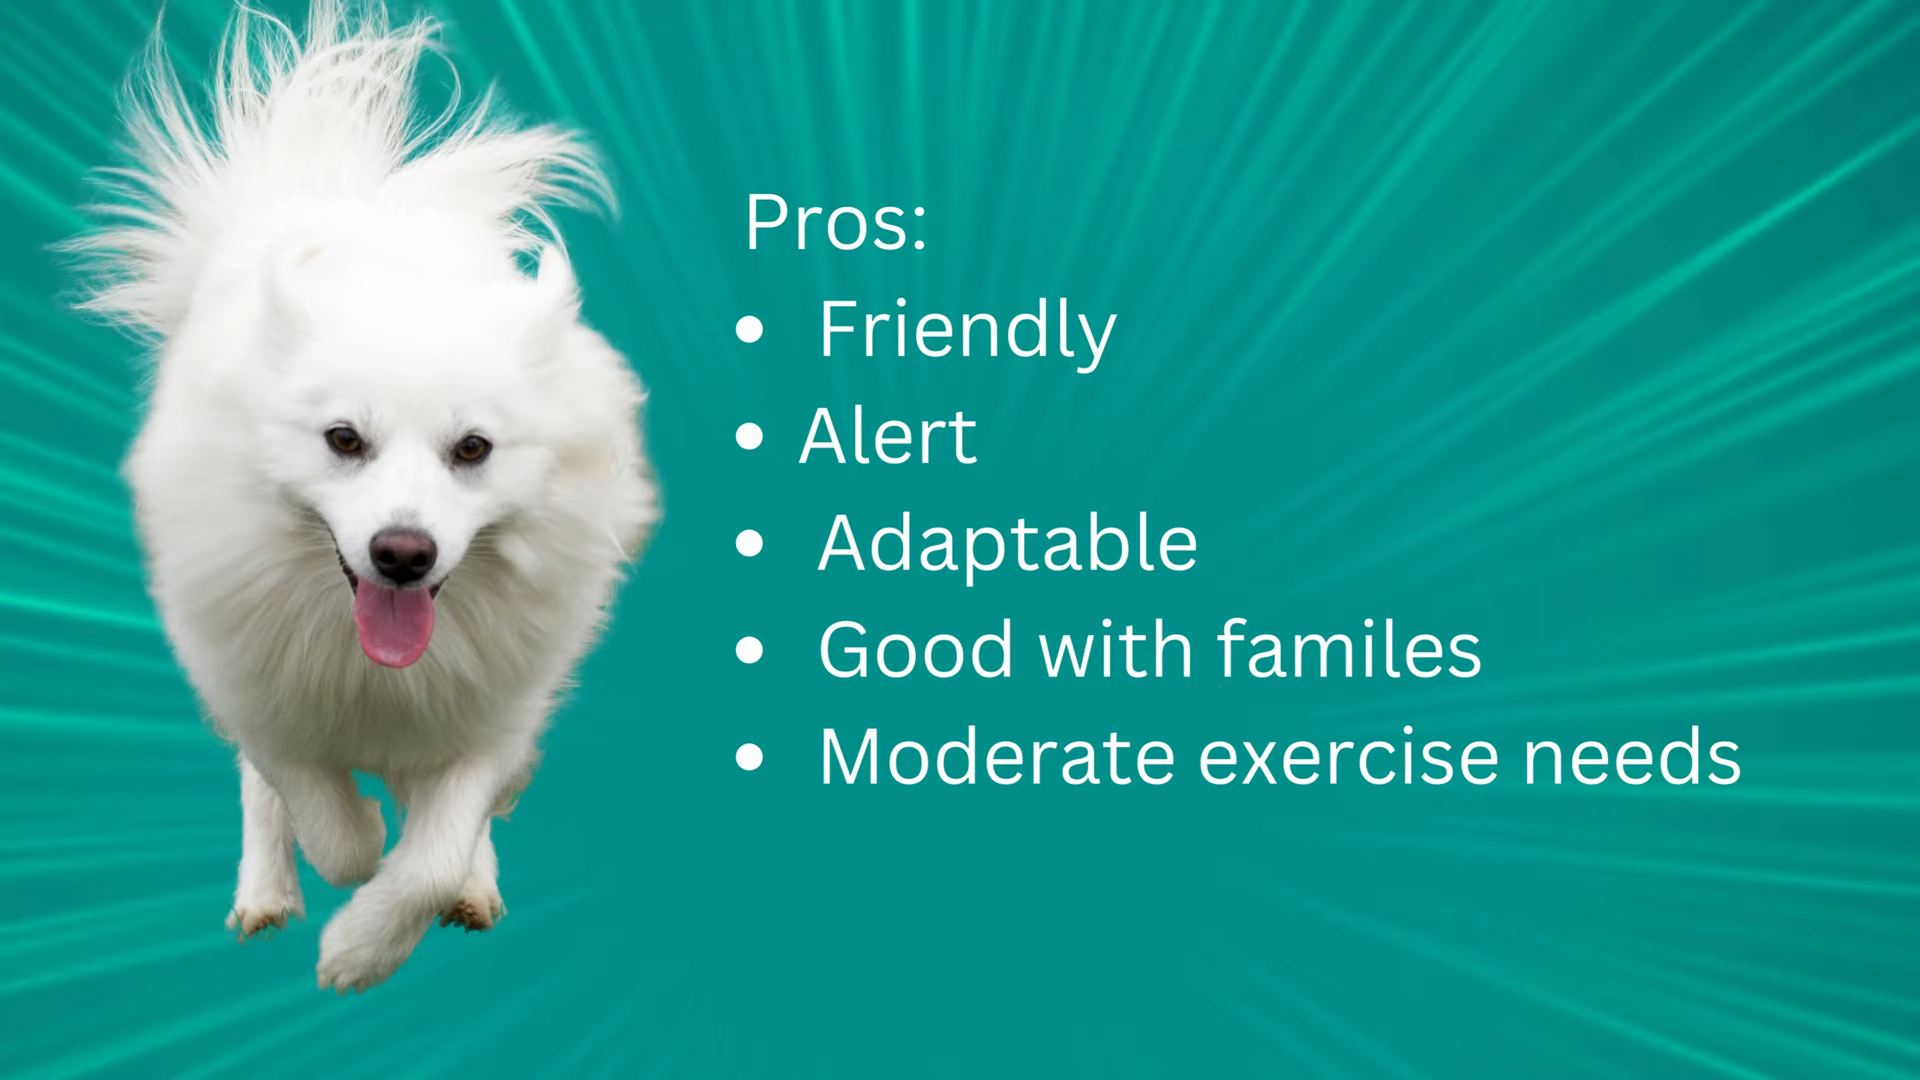 Pros:
• Friendly
• Alert
• Adaptable
• Good with familes
• Moderate exercise needs